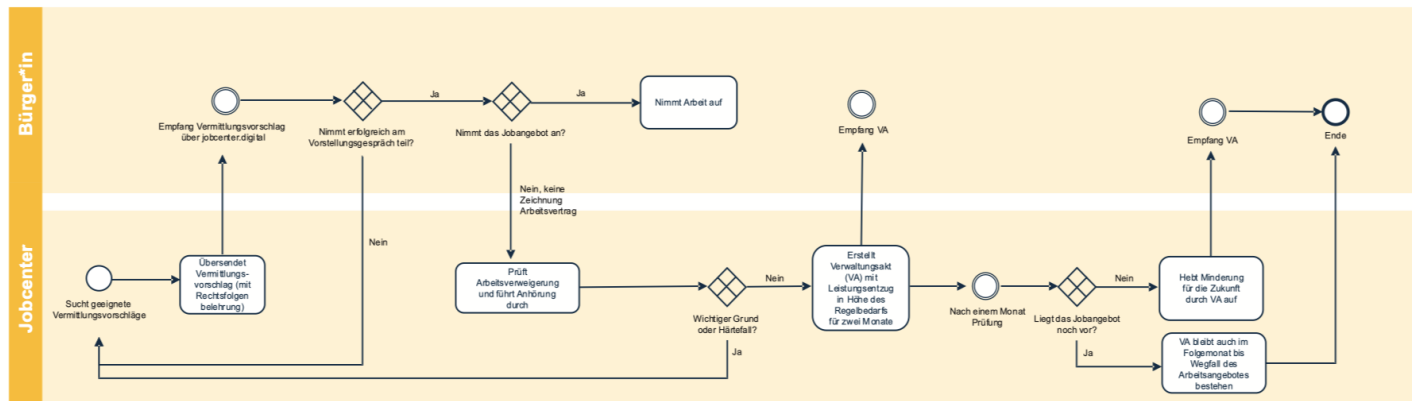 Bürger*in
Empfang Vermittlungsvorschlag
über jobcenter.digital
Nimmt erfolgreich am
Vorstellungsgespräch teil?
Ja
Nimmt das Jobangebot an?
Ja
Nimmt Arbeit auf
Empfang VA
Empfang VA
Ende
Nein, keine
Zeichnung
Arbeitsvertrag
Jobcenter
Sucht geeignete
Vermittlungsvorschläge
Übersendet
Vermittlungs-
vorschlag (mit
Rechtsfolgen
belehrung)
Nein
Prüft
Arbeitsverweigerung
und führt Anhörung
durch
Wichtiger Grund
oder Härtefall?
Nein
Ja
Erstellt
Verwaltungsakt
(VA) mit
Leistungsentzug
in Höhe des
Regelbedarfs
für zwei Monate
Nach einem Monat
Prüfung
Liegt das Jobangebot
noch vor?
Nein
Ja
Hebt Minderung
für die Zukunft
durch VA auf
VA bleibt auch im
Folgemonat bis
Wegfall des
Arbeitsangebotes
bestehen